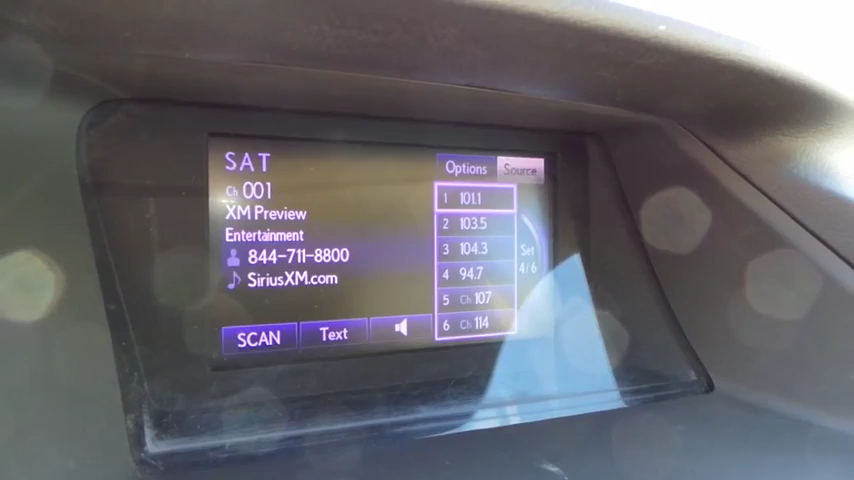 SAT
Ch 001
XM Preview
Entertainment
844-711-8800
SiriusXM.com
SCAN
Text
Options
Source
1 101.1
2 103.5
3 104.3
4 94.7
5 Ch 107
6 Ch 114
Set
4/6